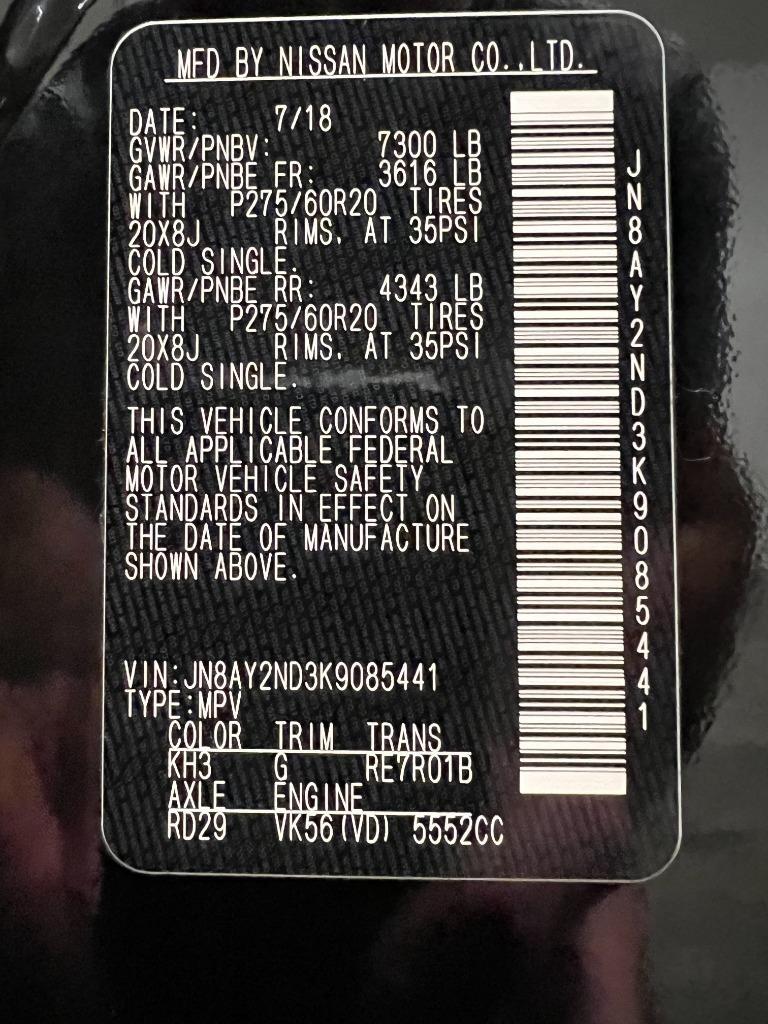 MFD BY NISSAN MOTOR CO.,LTD.
DATE: 7/18
GVWR/PNBV: 7300 LB
GAWR/PNBE FR: 3616 LB
WITH P275/60R20 TIRES
20X8J RIMS. AT 35PSI
COLD SINGLE.
GAWR/PNBE RR: 4343 LB
WITH P275/60R20 TIRES
20X8J RIMS. AT 35PSI
COLD SINGLE.
THIS VEHICLE CONFORMS TO
ALL APPLICABLE FEDERAL
MOTOR VEHICLE SAFETY
STANDARDS IN EFFECT ON
THE DATE OF MANUFACTURE
SHOWN ABOVE.
VIN:JN8AY2ND3K9085441
TYPE:MPV
COLOR TRIM TRANS
KH3 G RE7R01B
AXLE ENGINE
RD29 VK56(VD) 5552CC
JN8AY2ND3K9085441